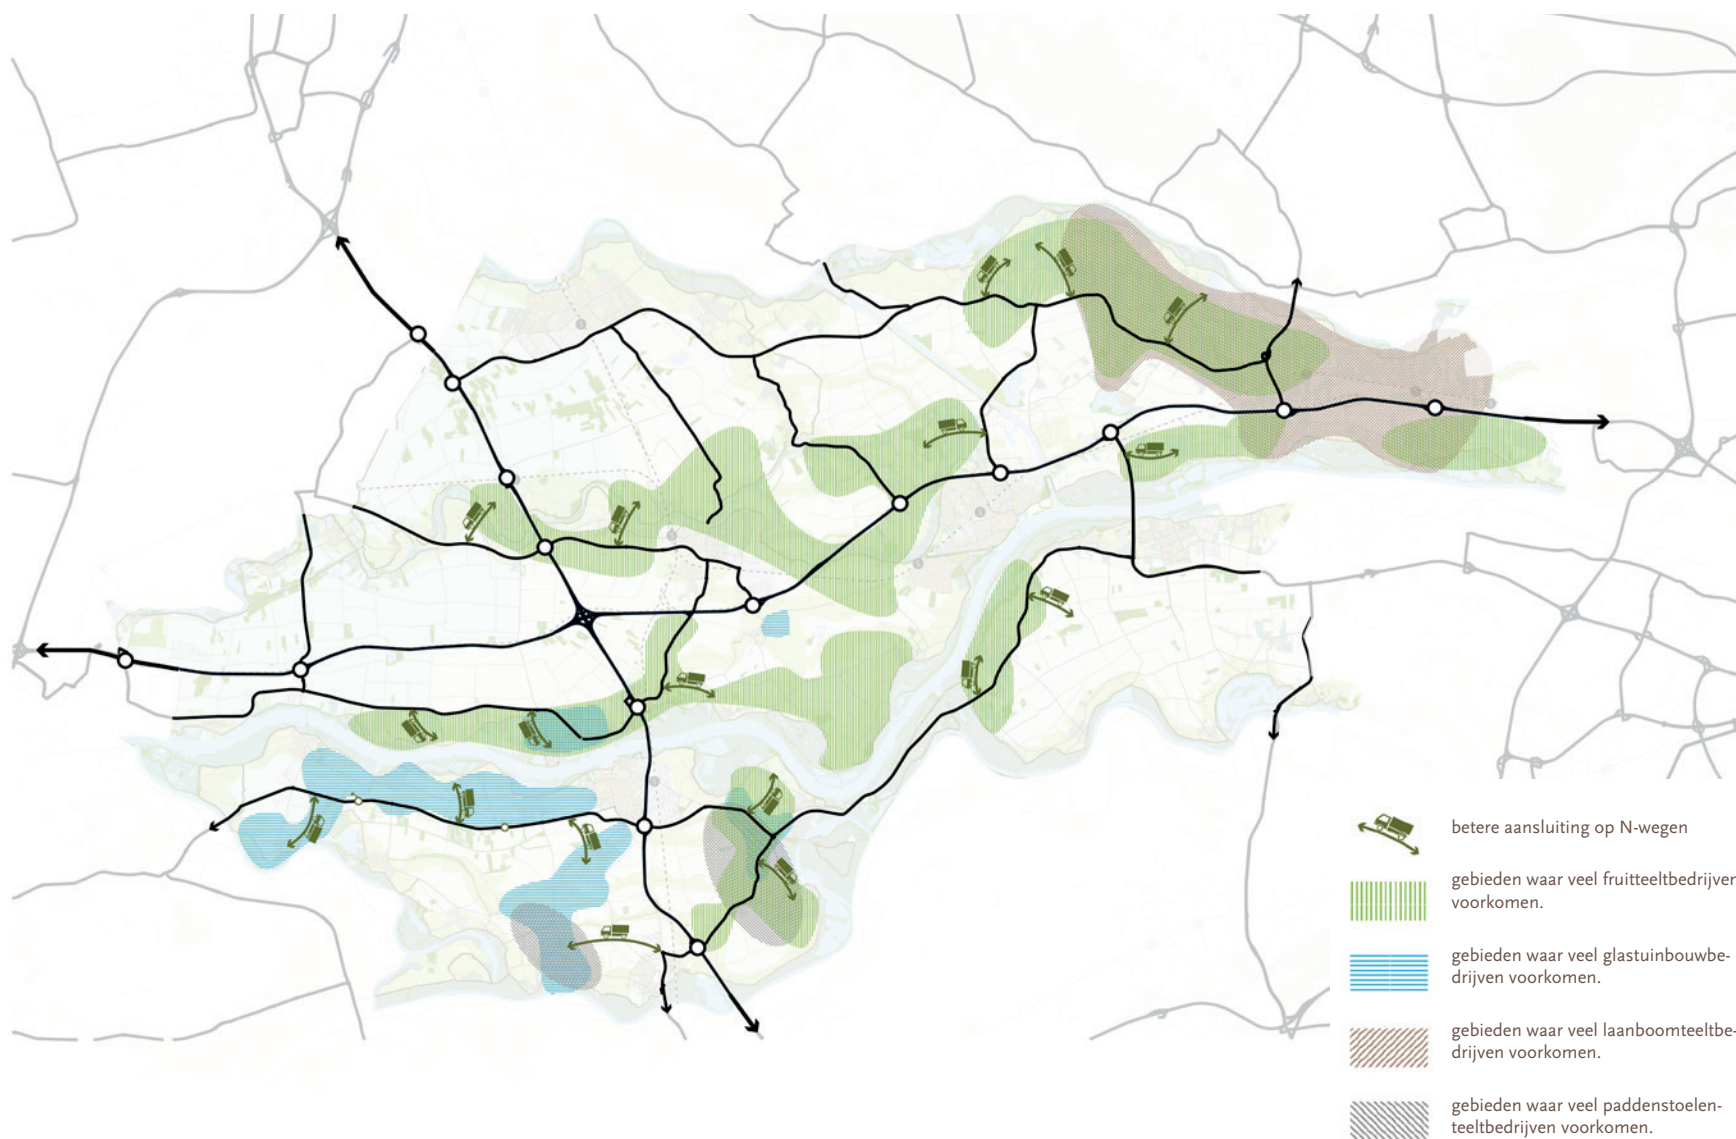 betere aansluiting op N-wegen
gebieden waar veel fruitteeltbedrijven
voorkomen.
gebieden waar veel glastuinbouwbe-
drijven voorkomen.
gebieden waar veel laanboomteeltbe-
drijven voorkomen.
gebieden waar veel paddenstoelen-
teeltbedrijven voorkomen.